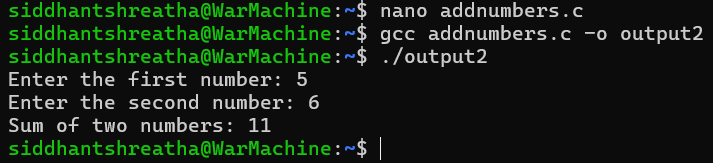 siddhantshreatha@WarMachine:~$ nano addnumbers.c
siddhantshreatha@WarMachine:~$ gcc addnumbers.c -o output2
siddhantshreatha@WarMachine:~$ ./output2
Enter the first number: 5
Enter the second number: 6
Sum of two numbers: 11
siddhantshreatha@WarMachine:~$